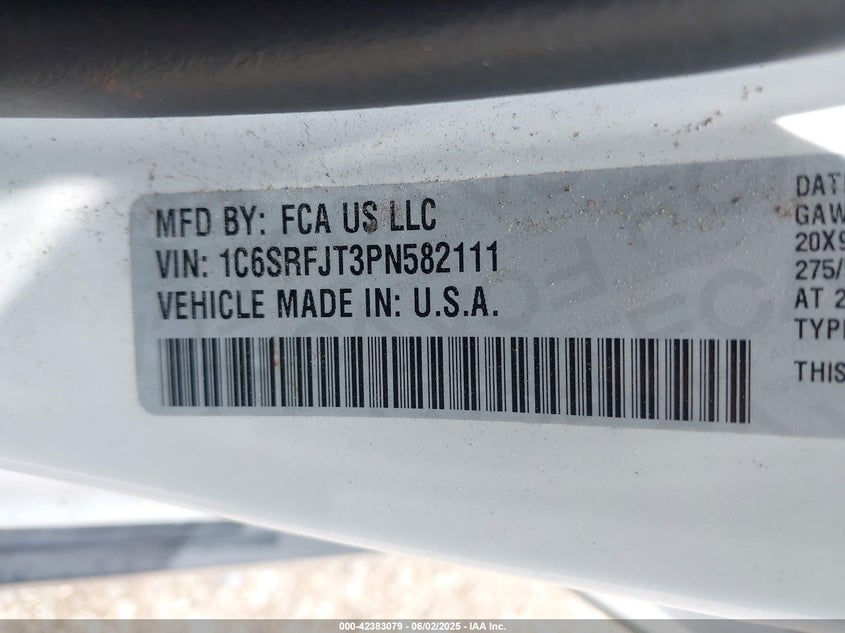 MFD BY: FCA US LLC
VIN: 1C6SRFJT3PN582111
VEHICLE MADE IN: U.S.A.
DAT
GAW
20X9
275/
AT 2
TYP
THIS
000-42383079 - 06/02/2025 - IAA Inc.